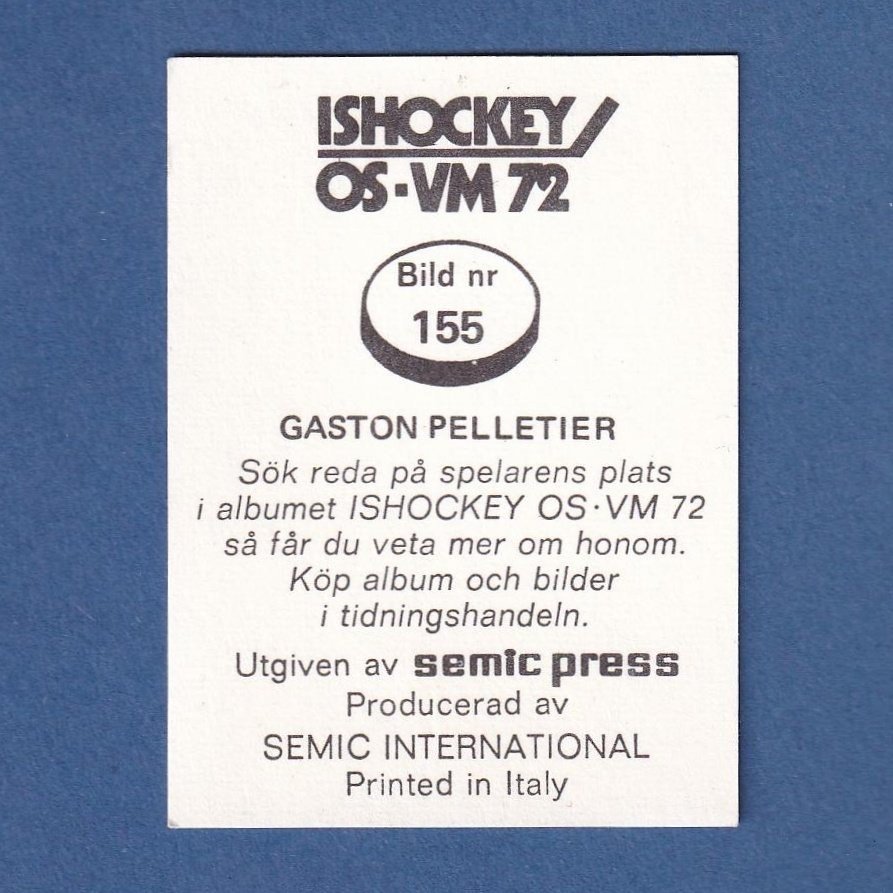 ISHOCKEY
OS·VM 72
Bild nr
155
GASTON PELLETIER
Sök reda på spelarens plats
i albumet ISHOCKEY OS·VM 72
så får du veta mer om honom.
Köp album och bilder
i tidningshandeln.
Utgiven av semic press
Producerad av
SEMIC INTERNATIONAL
Printed in Italy